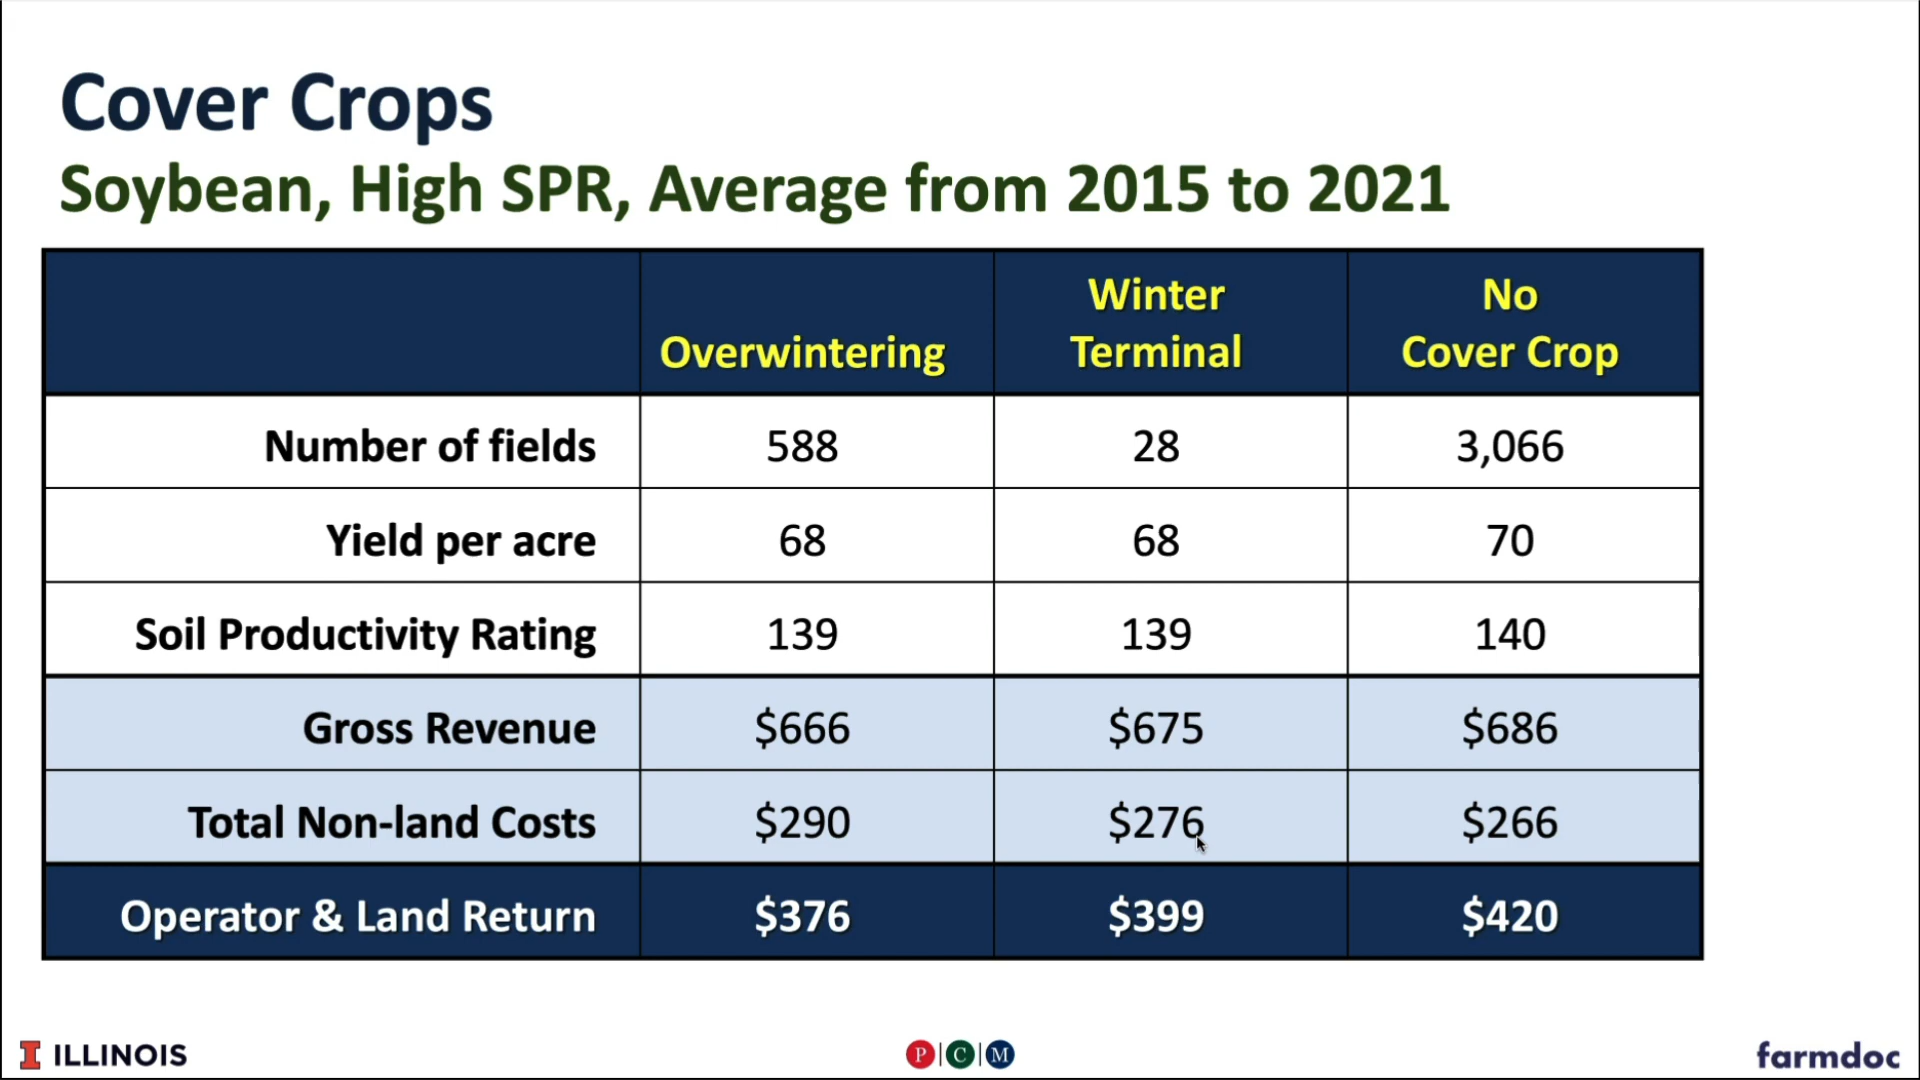 Cover Crops
Soybean, High SPR, Average from 2015 to 2021
Overwintering
Winter
Terminal
No
Cover Crop
Number of fields 588 28 3,066
Yield per acre 68 68 70
Soil Productivity Rating 139 139 140
Gross Revenue $666 $675 $686
Total Non-land Costs $290 $276 $266
Operator & Land Return $376 $399 $420
I ILLINOIS
P|C|M
farmdoc